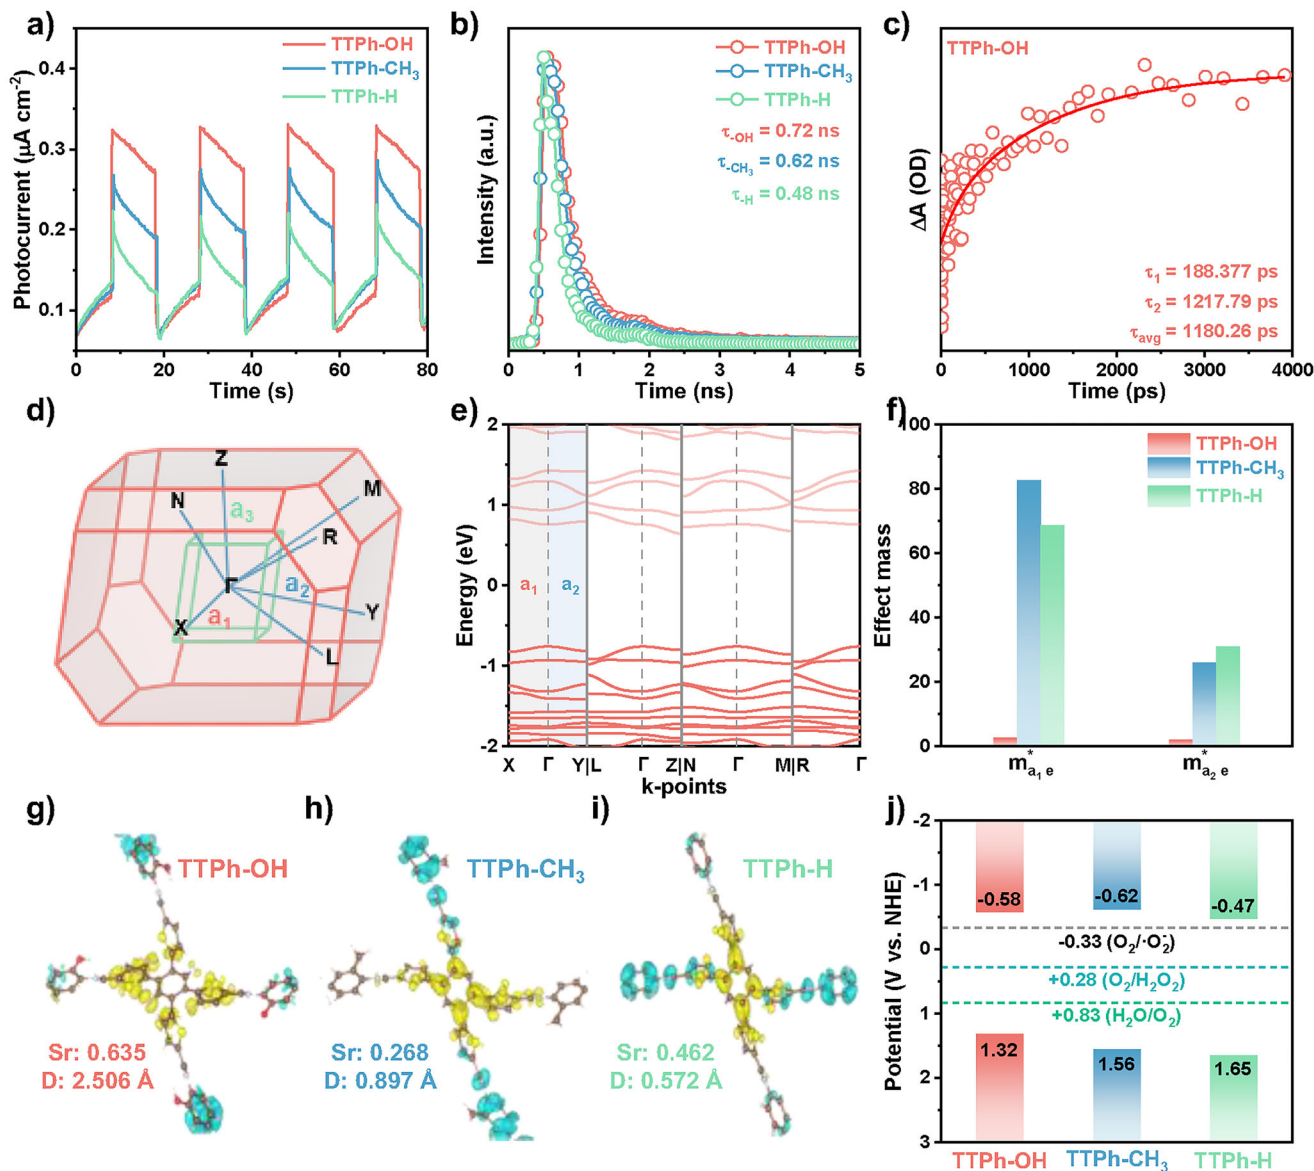 a)
TTPh-OH
TTPh-CH₃
TTPh-H
Photocurrent (μA cm⁻²)
0.4
0.3
0.2
0.1
0 20 40 60 80
Time (s)
b)
TTPh-OH
TTPh-CH₃
TTPh-H
τ-OH = 0.72 ns
τ-CH₃ = 0.62 ns
τ-H = 0.48 ns
Intensity (a.u.)
0 1 2 3 4 5
Time (ns)
c)
TTPh-OH
ΔA (OD)
τ₁ = 188.377 ps
τ₂ = 1217.79 ps
τavg = 1180.26 ps
0 1000 2000 3000 4000
Time (ps)
d)
Z
N
M
a₃
R
Γ
a₂
X
a₁
Y
L
e)
Energy (eV)
2
1
0
-1
-2
a₁ a₂
X Γ Y|L Γ Z|N Γ M|R Γ
k-points
f)
TTPh-OH
TTPh-CH₃
TTPh-H
Effect mass
100
80
60
40
20
0
m*a₁ e m*a₂ e
g)
TTPh-OH
Sr: 0.635
D: 2.506 Å
h)
TTPh-CH₃
Sr: 0.268
D: 0.897 Å
i)
TTPh-H
Sr: 0.462
D: 0.572 Å
j)
Potential (V vs. NHE)
-2
-1
0
1
2
3
-0.58 -0.62 -0.47
-0.33 (O₂/·O₂⁻)
+0.28 (O₂/H₂O₂)
+0.83 (H₂O/O₂)
1.32 1.56 1.65
TTPh-OH TTPh-CH₃ TTPh-H